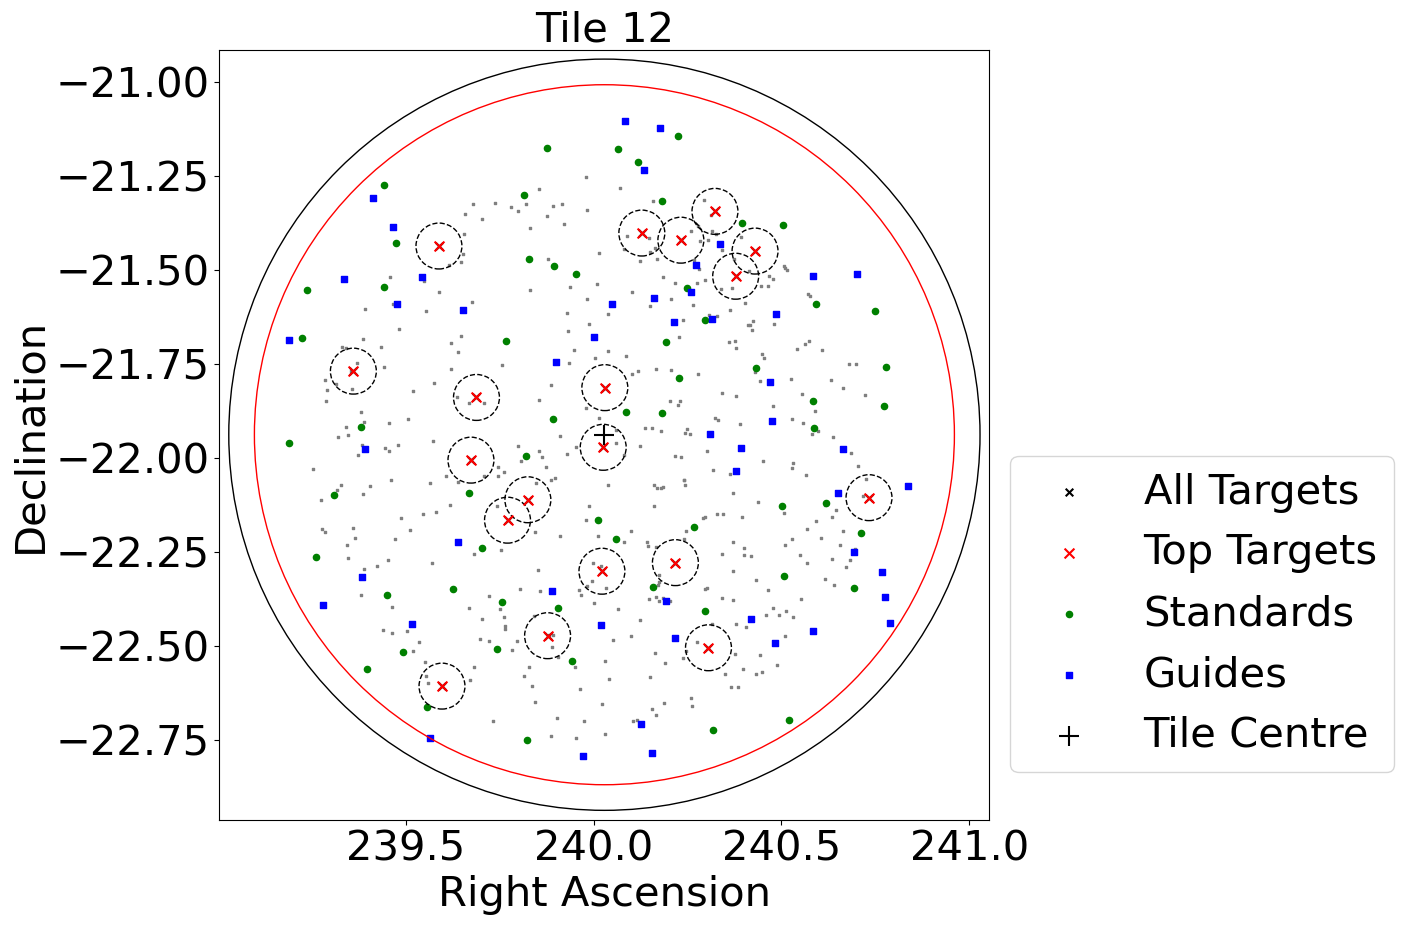 Tile 12
−21.00
−21.25
−21.50
−21.75
−22.00
−22.25
−22.50
−22.75
Declination
239.5 240.0 240.5 241.0
Right Ascension
All Targets
Top Targets
Standards
Guides
Tile Centre